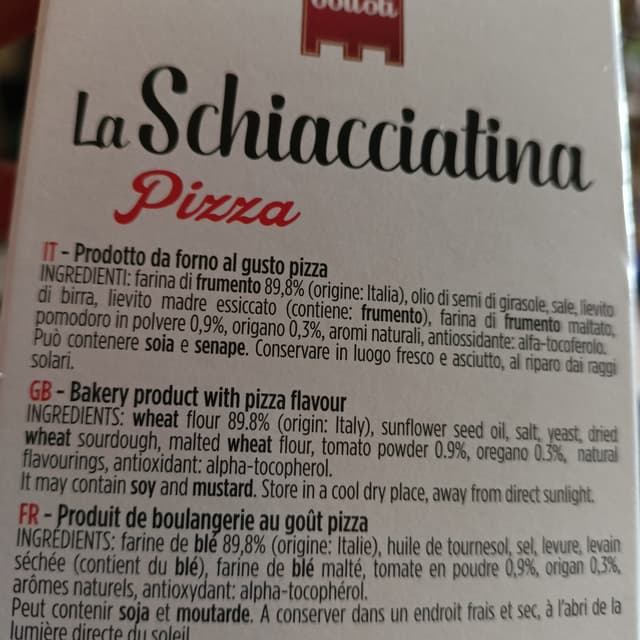 La Schiacciatina
Pizza
IT - Prodotto da forno al gusto pizza
INGREDIENTI: farina di frumento 89,8% (origine: Italia), olio di semi di girasole, sale, lievito
di birra, lievito madre essiccato (contiene: frumento), farina di frumento maltato,
pomodoro in polvere 0,9%, origano 0,3%, aromi naturali, antiossidante: alfa-tocoferolo.
Può contenere soia e senape. Conservare in luogo fresco e asciutto, al riparo dai raggi
solari.
GB - Bakery product with pizza flavour
INGREDIENTS: wheat flour 89.8% (origin: Italy), sunflower seed oil, salt, yeast, dried
wheat sourdough, malted wheat flour, tomato powder 0.9%, oregano 0.3%, natural
flavourings, antioxidant: alpha-tocopherol.
It may contain soy and mustard. Store in a cool dry place, away from direct sunlight.
FR - Produit de boulangerie au goût pizza
INGRÉDIENTS: farine de blé 89,8% (origine: Italie), huile de tournesol, sel, levure, levain
séchée (contient du blé), farine de blé malté, tomate en poudre 0,9%, origan 0,3%,
arômes naturels, antioxydant: alpha-tocophérol.
Peut contenir soja et moutarde. A conserver dans un endroit frais et sec, à l'abri de la
lumière directe du soleil